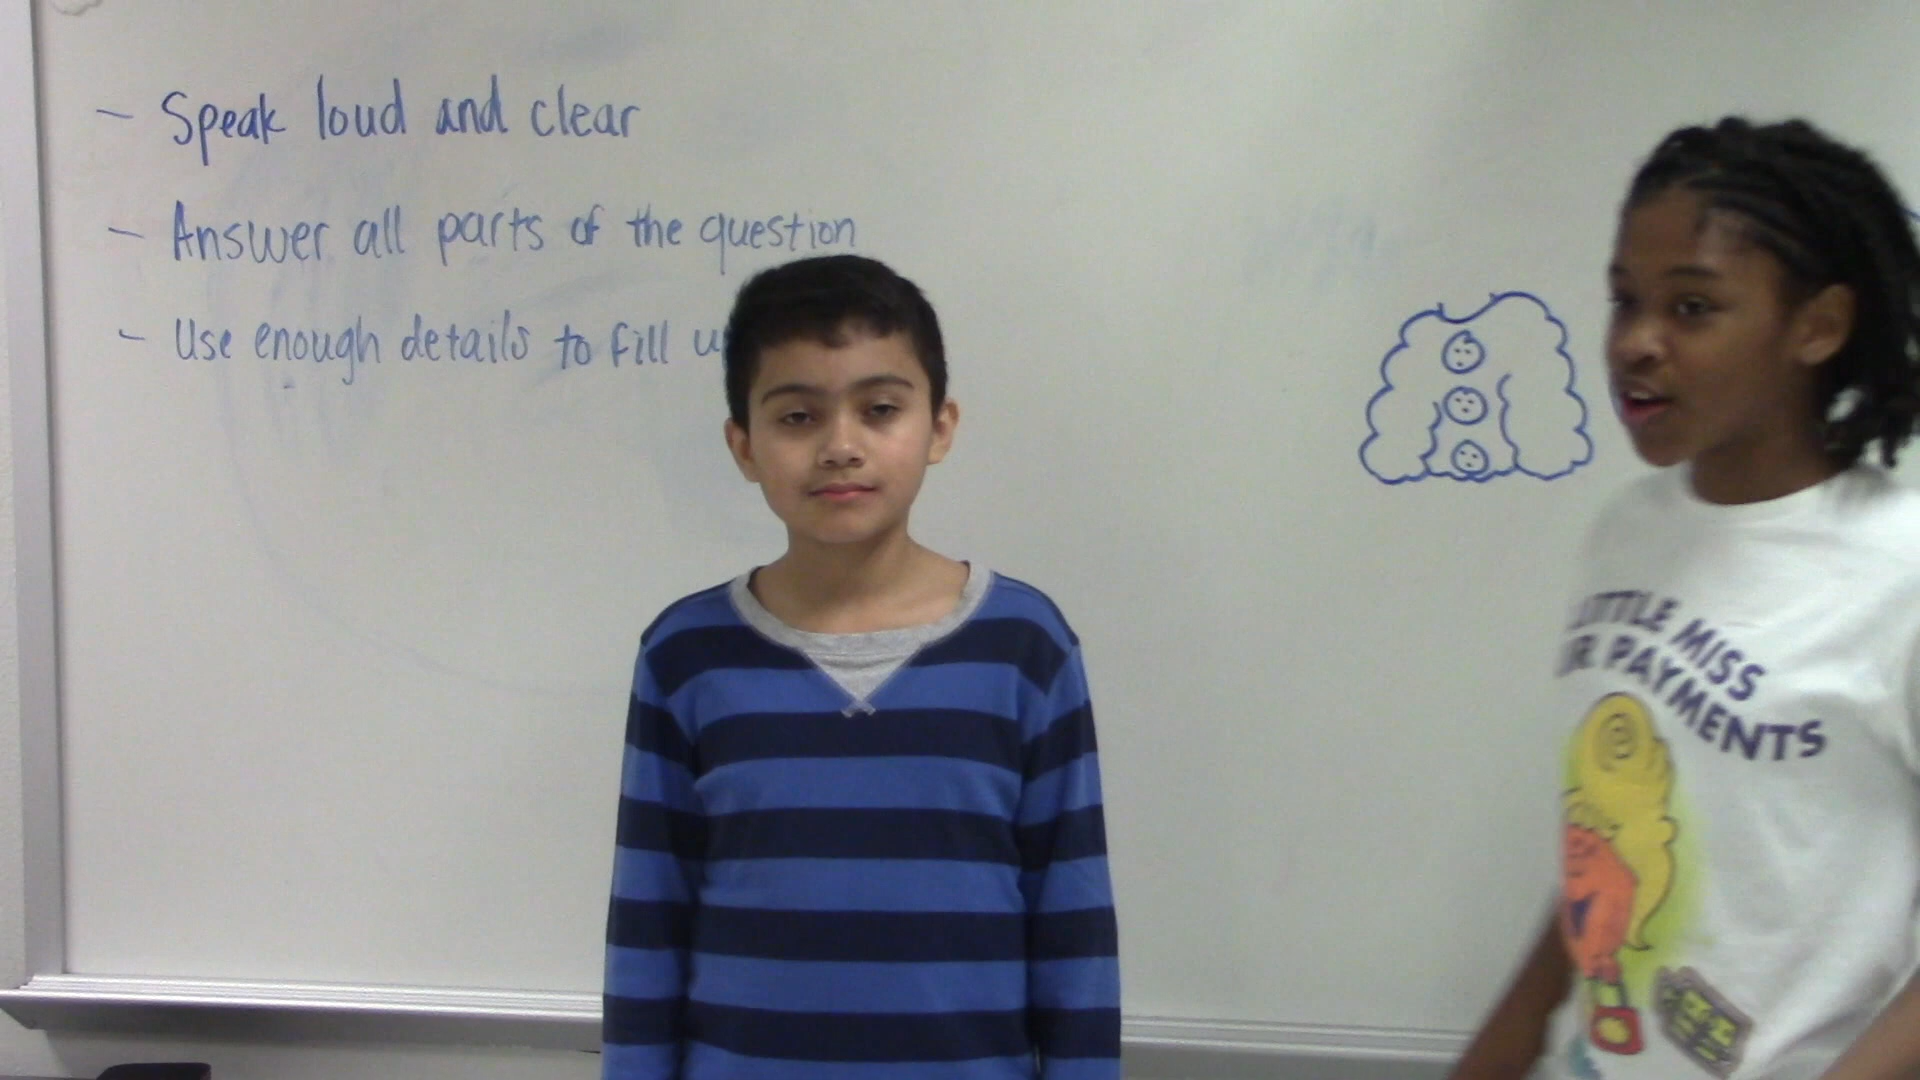 - Speak loud and clear
- Answer all parts of the question
- Use enough details to fill
LITTLE MISS
PAYMENTS